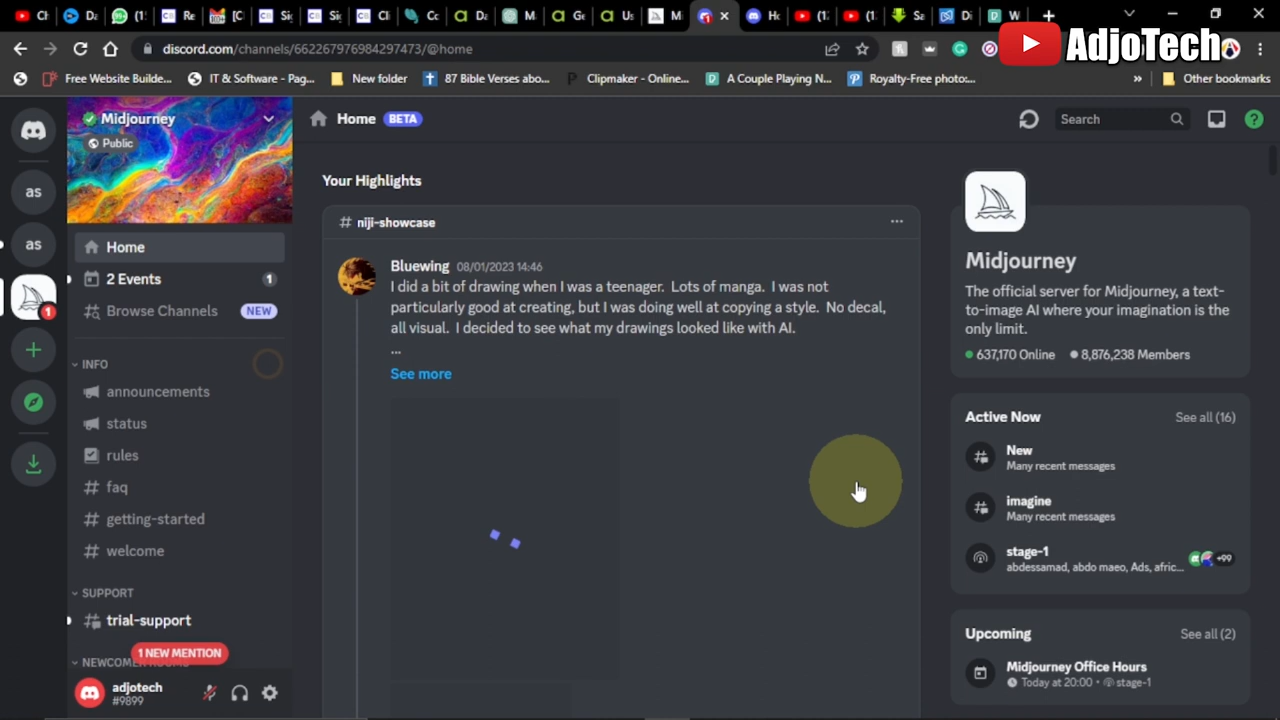 AdjoTech
discord.com/channels/662267976984297473/@home
Free Website Builde...
IT & Software - Pag...
New folder
87 Bible Verses abo...
Clipmaker - Online...
A Couple Playing N...
Royalty-Free photo:...
»
Other bookmarks
Midjourney
Public
Home
BETA
Search
as
as
1
Home
2 Events
1
Browse Channels
NEW
INFO
announcements
status
rules
faq
getting-started
welcome
SUPPORT
trial-support
1 NEW MENTION
NEWCOMER ROOMS
adjotech
#9899
Your Highlights
niji-showcase
Bluewing 08/01/2023 14:46
I did a bit of drawing when I was a teenager. Lots of manga. I was not
particularly good at creating, but I was doing well at copying a style. No decal,
all visual. I decided to see what my drawings looked like with AI.
...
See more
Midjourney
The official server for Midjourney, a text-
to-image AI where your imagination is the
only limit.
637,170 Online
8,876,238 Members
Active Now
See all (16)
New
Many recent messages
imagine
Many recent messages
stage-1
abdessamad, abdo maeo, Ads, afric...
+99
Upcoming
See all (2)
Midjourney Office Hours
Today at 20:00 • stage-1